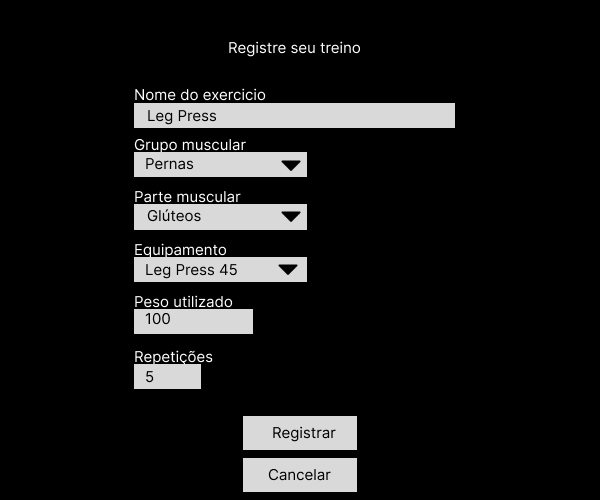 Registre seu treino
Nome do exercicio
Leg Press
Grupo muscular
Pernas
Parte muscular
Glúteos
Equipamento
Leg Press 45
Peso utilizado
100
Repetições
5
Registrar
Cancelar